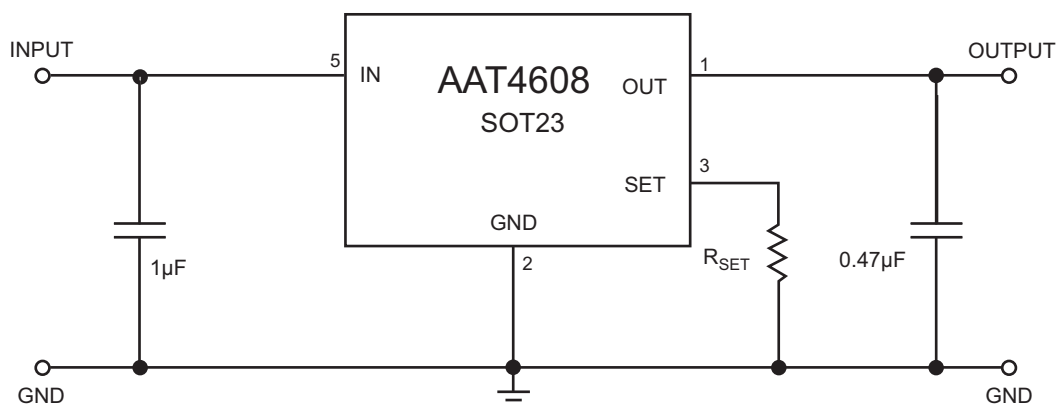 INPUT
5
IN
AAT4608
SOT23
OUT
1
OUTPUT
SET
3
GND
2
1µF
RSET
0.47µF
GND
GND